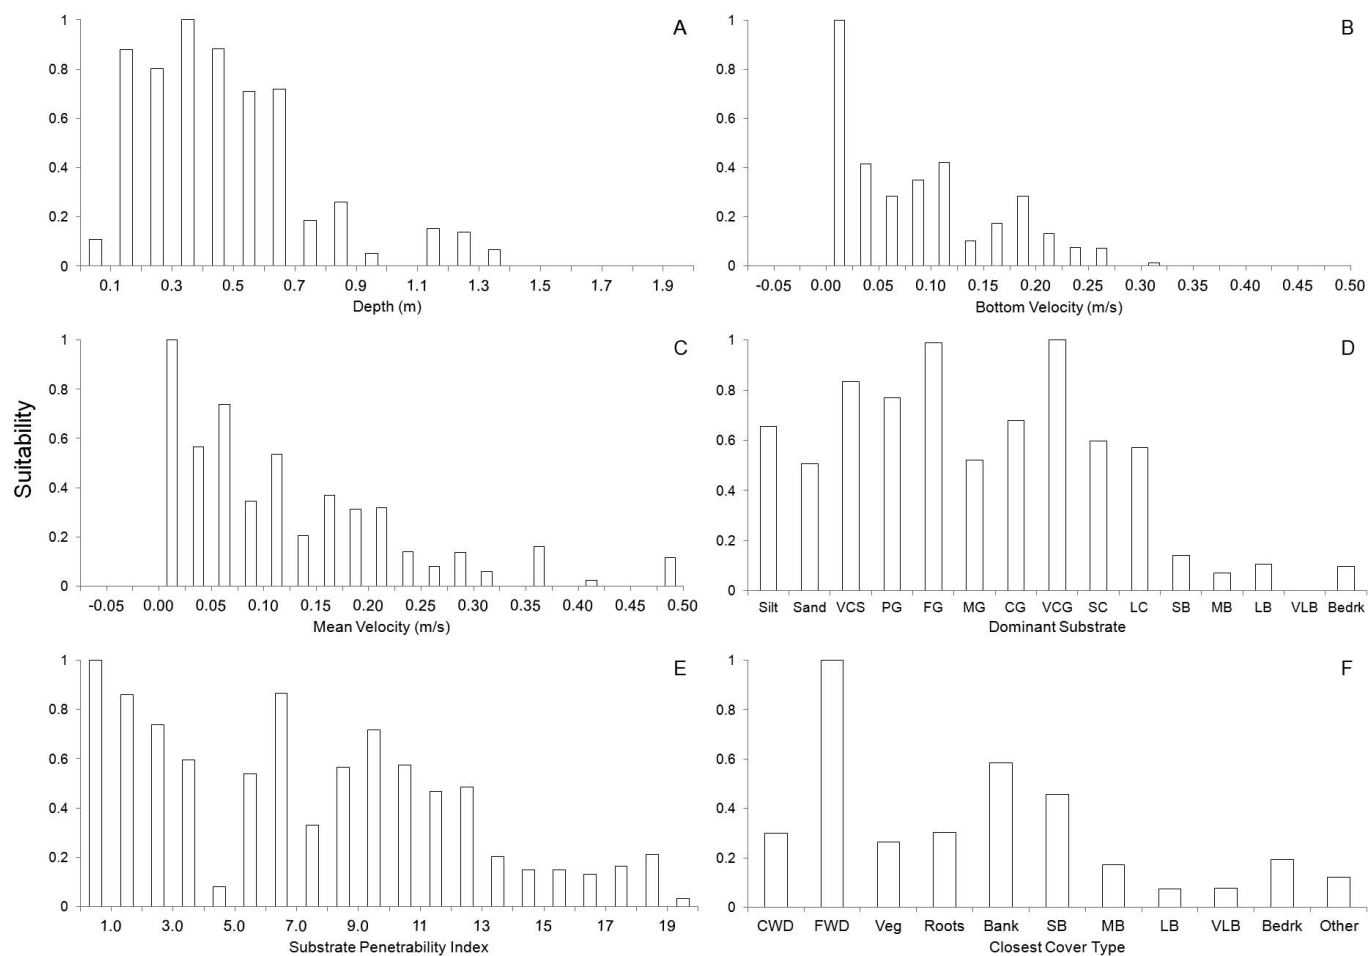 Suitability
A
1
0.8
0.6
0.4
0.2
0
0.1 0.3 0.5 0.7 0.9 1.1 1.3 1.5 1.7 1.9
Depth (m)
B
1
0.8
0.6
0.4
0.2
0
-0.05 0.00 0.05 0.10 0.15 0.20 0.25 0.30 0.35 0.40 0.45 0.50
Bottom Velocity (m/s)
C
1
0.8
0.6
0.4
0.2
0
-0.05 0.00 0.05 0.10 0.15 0.20 0.25 0.30 0.35 0.40 0.45 0.50
Mean Velocity (m/s)
D
1
0.8
0.6
0.4
0.2
0
Silt Sand VCS PG FG MG CG VCG SC LC SB MB LB VLB Bedrk
Dominant Substrate
E
1
0.8
0.6
0.4
0.2
0
1.0 3.0 5.0 7.0 9.0 11 13 15 17 19
Substrate Penetrability Index
F
1
0.8
0.6
0.4
0.2
0
CWD FWD Veg Roots Bank SB MB LB VLB Bedrk Other
Closest Cover Type